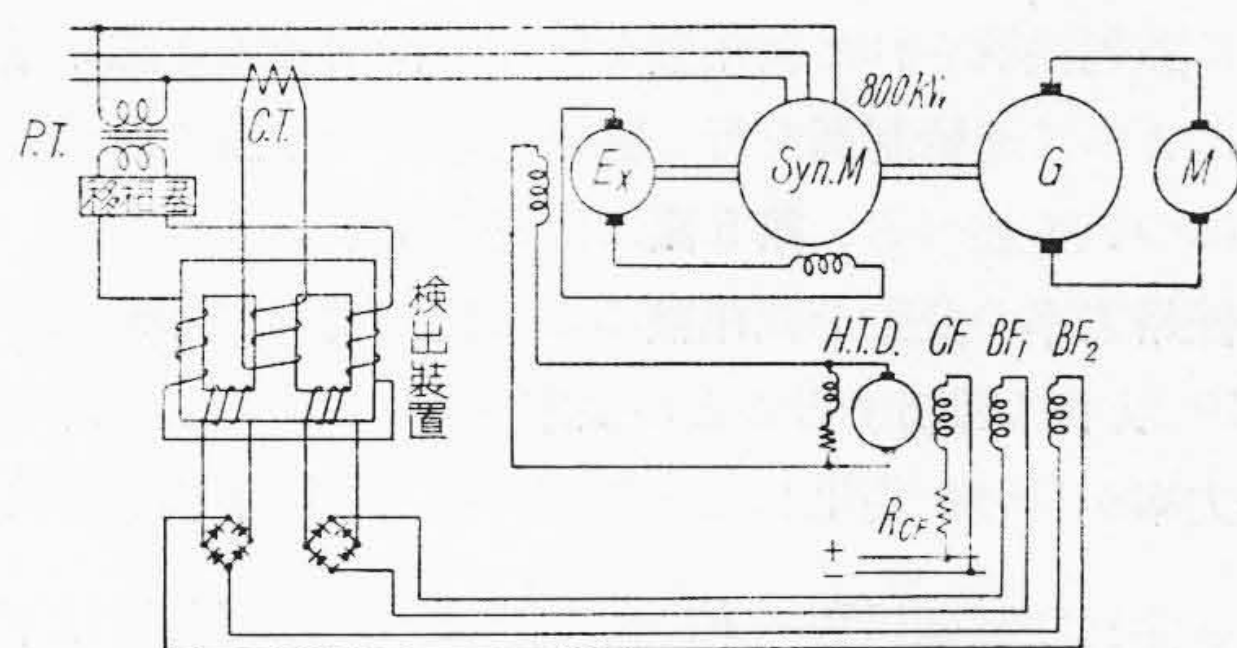 P.T.
C.T.
移相器
検出装置
800kW
Ex
Syn.M
G
M
H.T.D.
CF
BF1
BF2
RCF
+
−